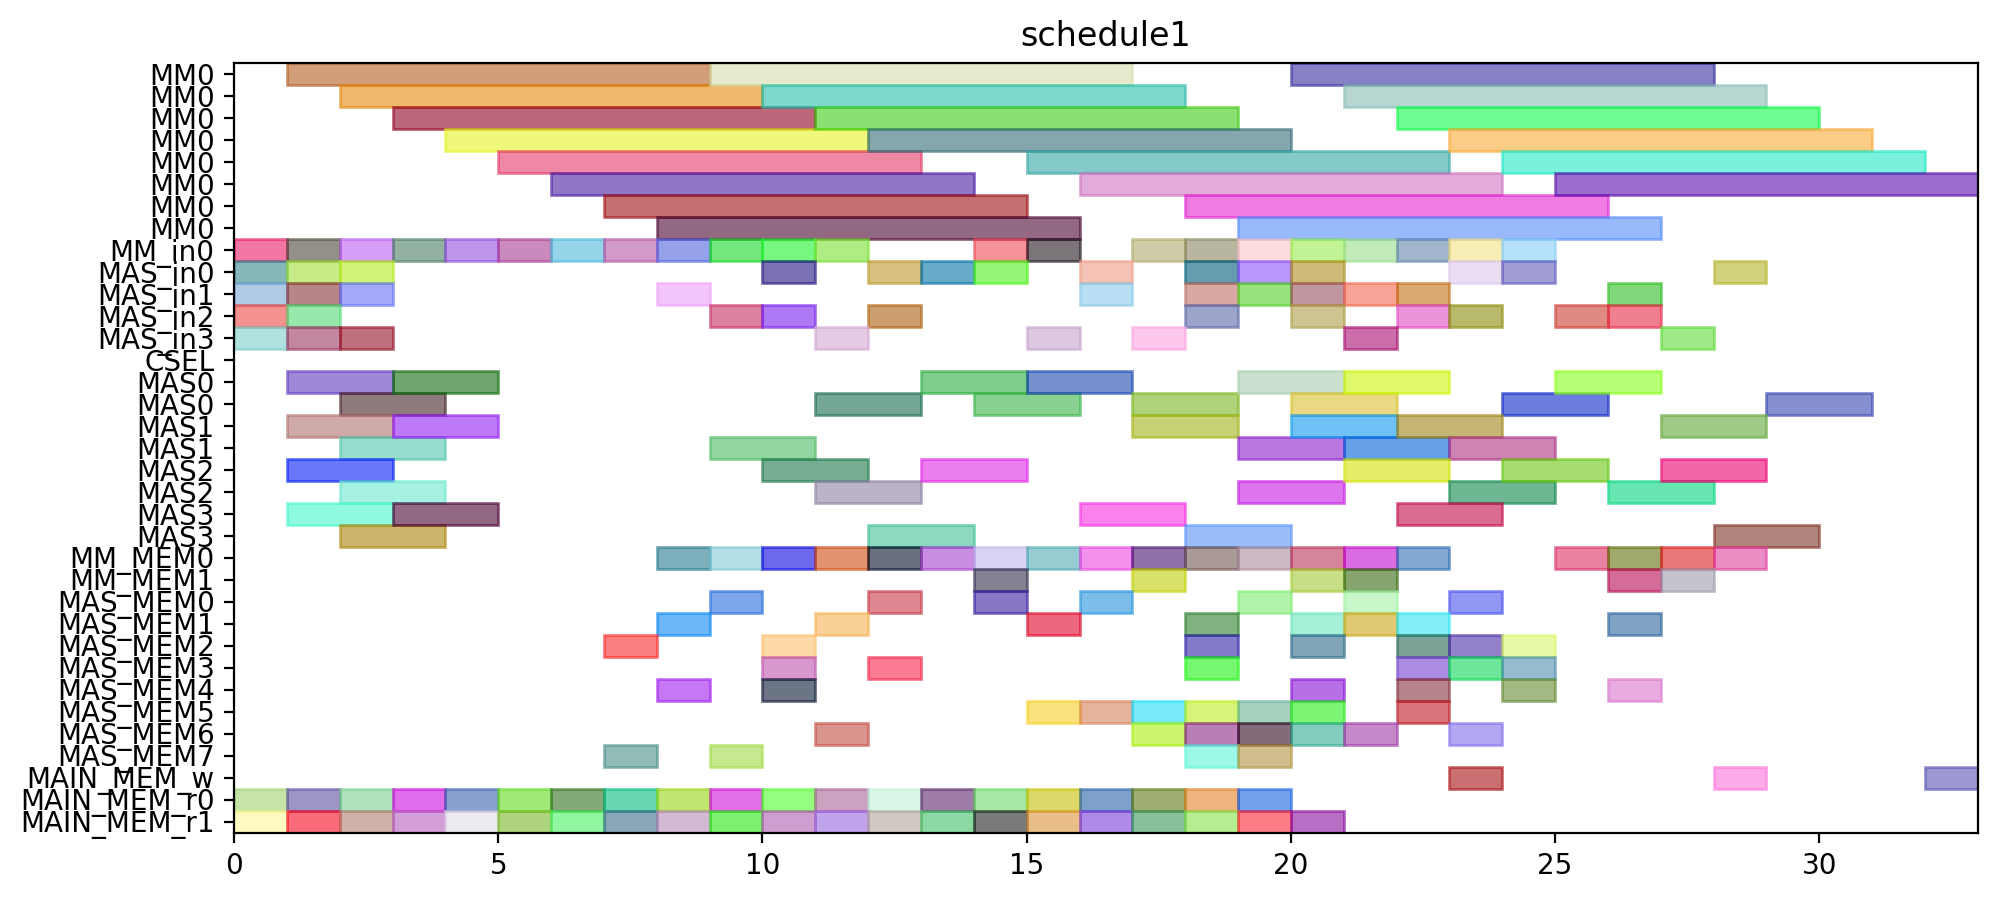 schedule1
MM0
MM0
MM0
MM0
MM0
MM0
MM0
MM0
MM_in0
MAS_in0
MAS_in1
MAS_in2
MAS_in3
CSEL
MAS0
MAS0
MAS1
MAS1
MAS2
MAS2
MAS3
MAS3
MM_MEM0
MM_MEM1
MAS_MEM0
MAS_MEM1
MAS_MEM2
MAS_MEM3
MAS_MEM4
MAS_MEM5
MAS_MEM6
MAS_MEM7
MAIN_MEM_w
MAIN_MEM_r0
MAIN_MEM_r1
0 5 10 15 20 25 30